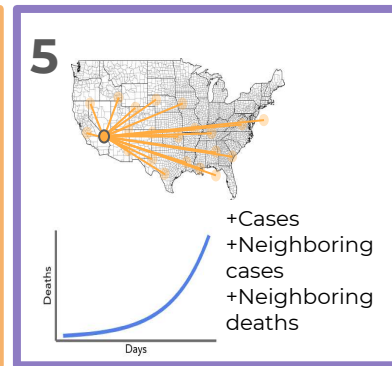 5
+Cases
+Neighboring
cases
+Neighboring
deaths
Deaths
Days